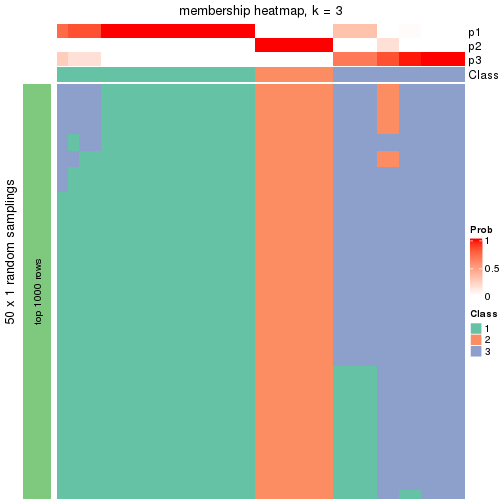 membership heatmap, k = 3
p1
p2
p3
Class
50 x 1 random samplings
top 1000 rows
Prob
1
0.5
0
Class
1
2
3